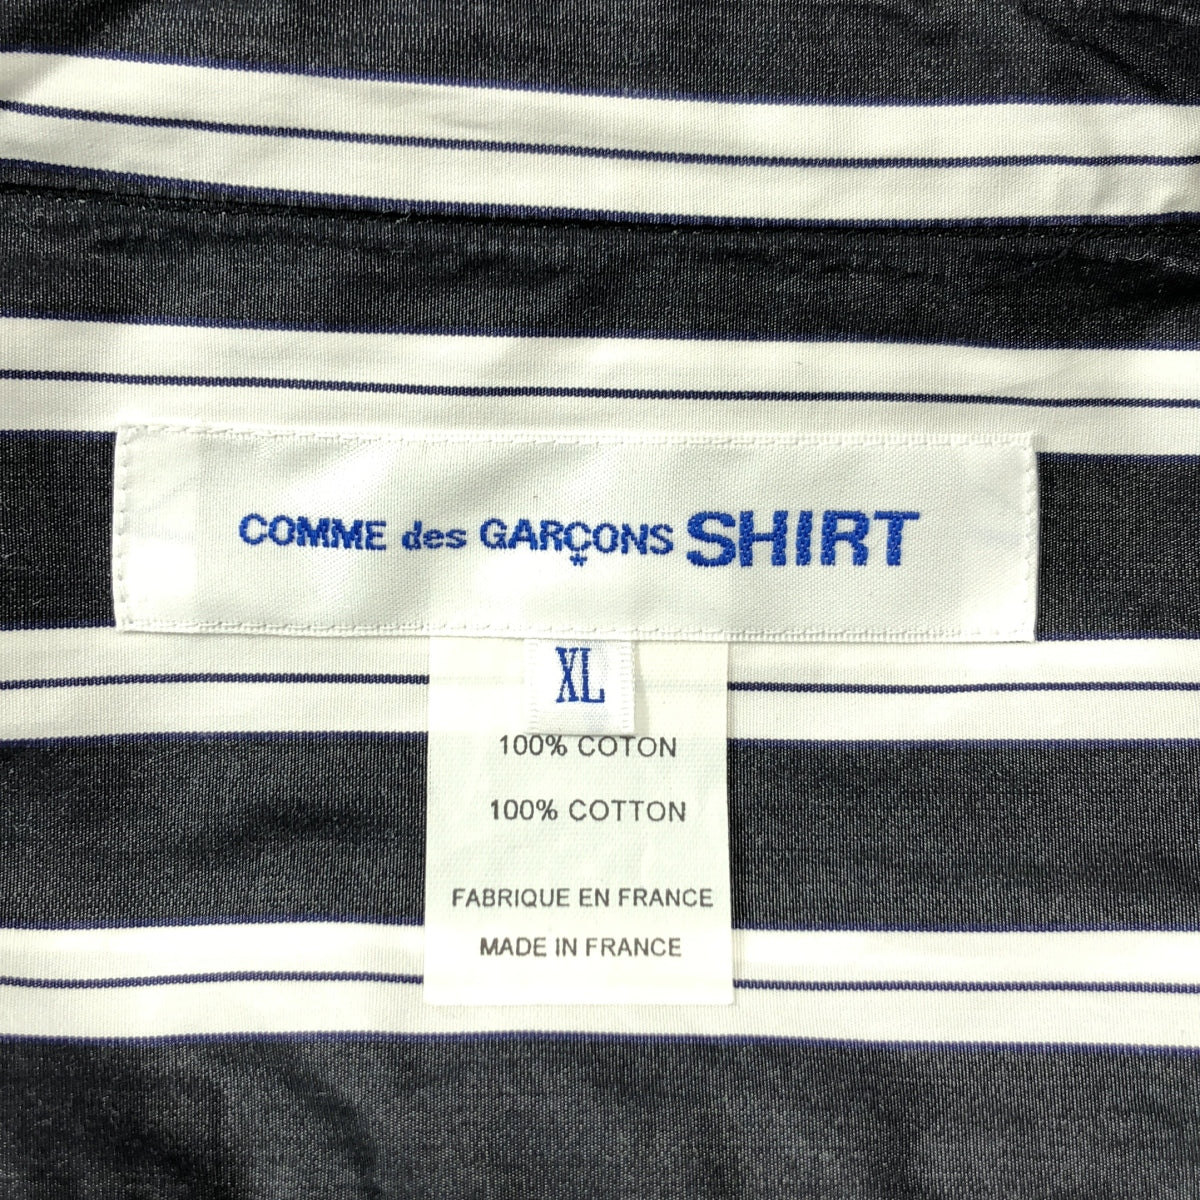 COMME des GARÇONS SHIRT
XL
100% COTON
100% COTTON
FABRIQUE EN FRANCE
MADE IN FRANCE